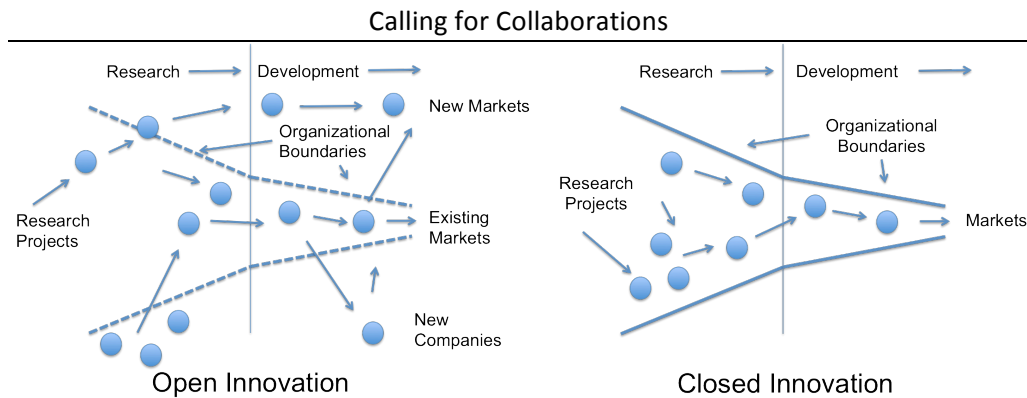 Calling for Collaborations
Research
Development
New Markets
Organizational
Boundaries
Research
Projects
Existing
Markets
New
Companies
Open Innovation
Research
Development
Organizational
Boundaries
Research
Projects
Markets
Closed Innovation